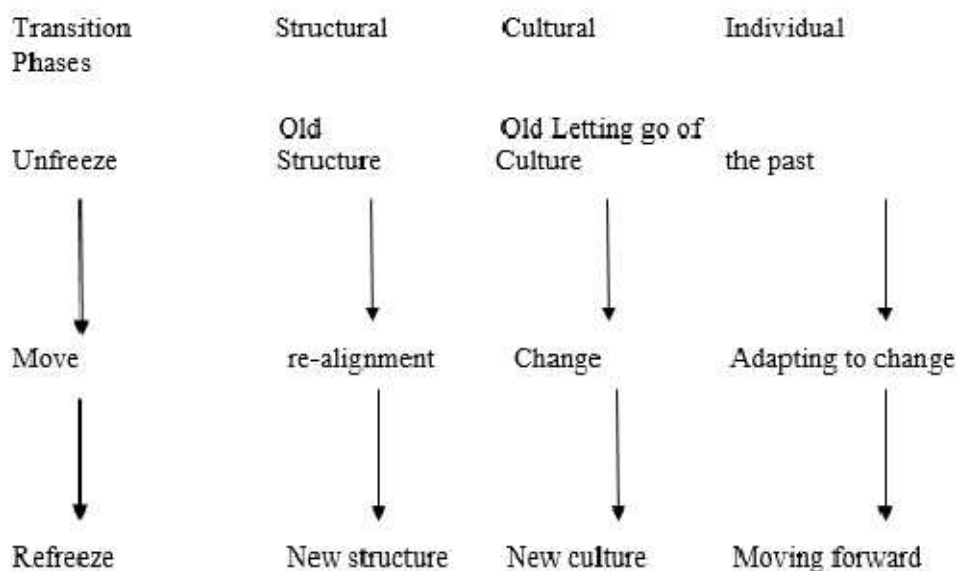 Transition Structural Cultural Individual
Phases
Old Old Letting go of
Unfreeze Structure Culture the past
Move re-alignment Change Adapting to change
Refreeze New structure New culture Moving forward